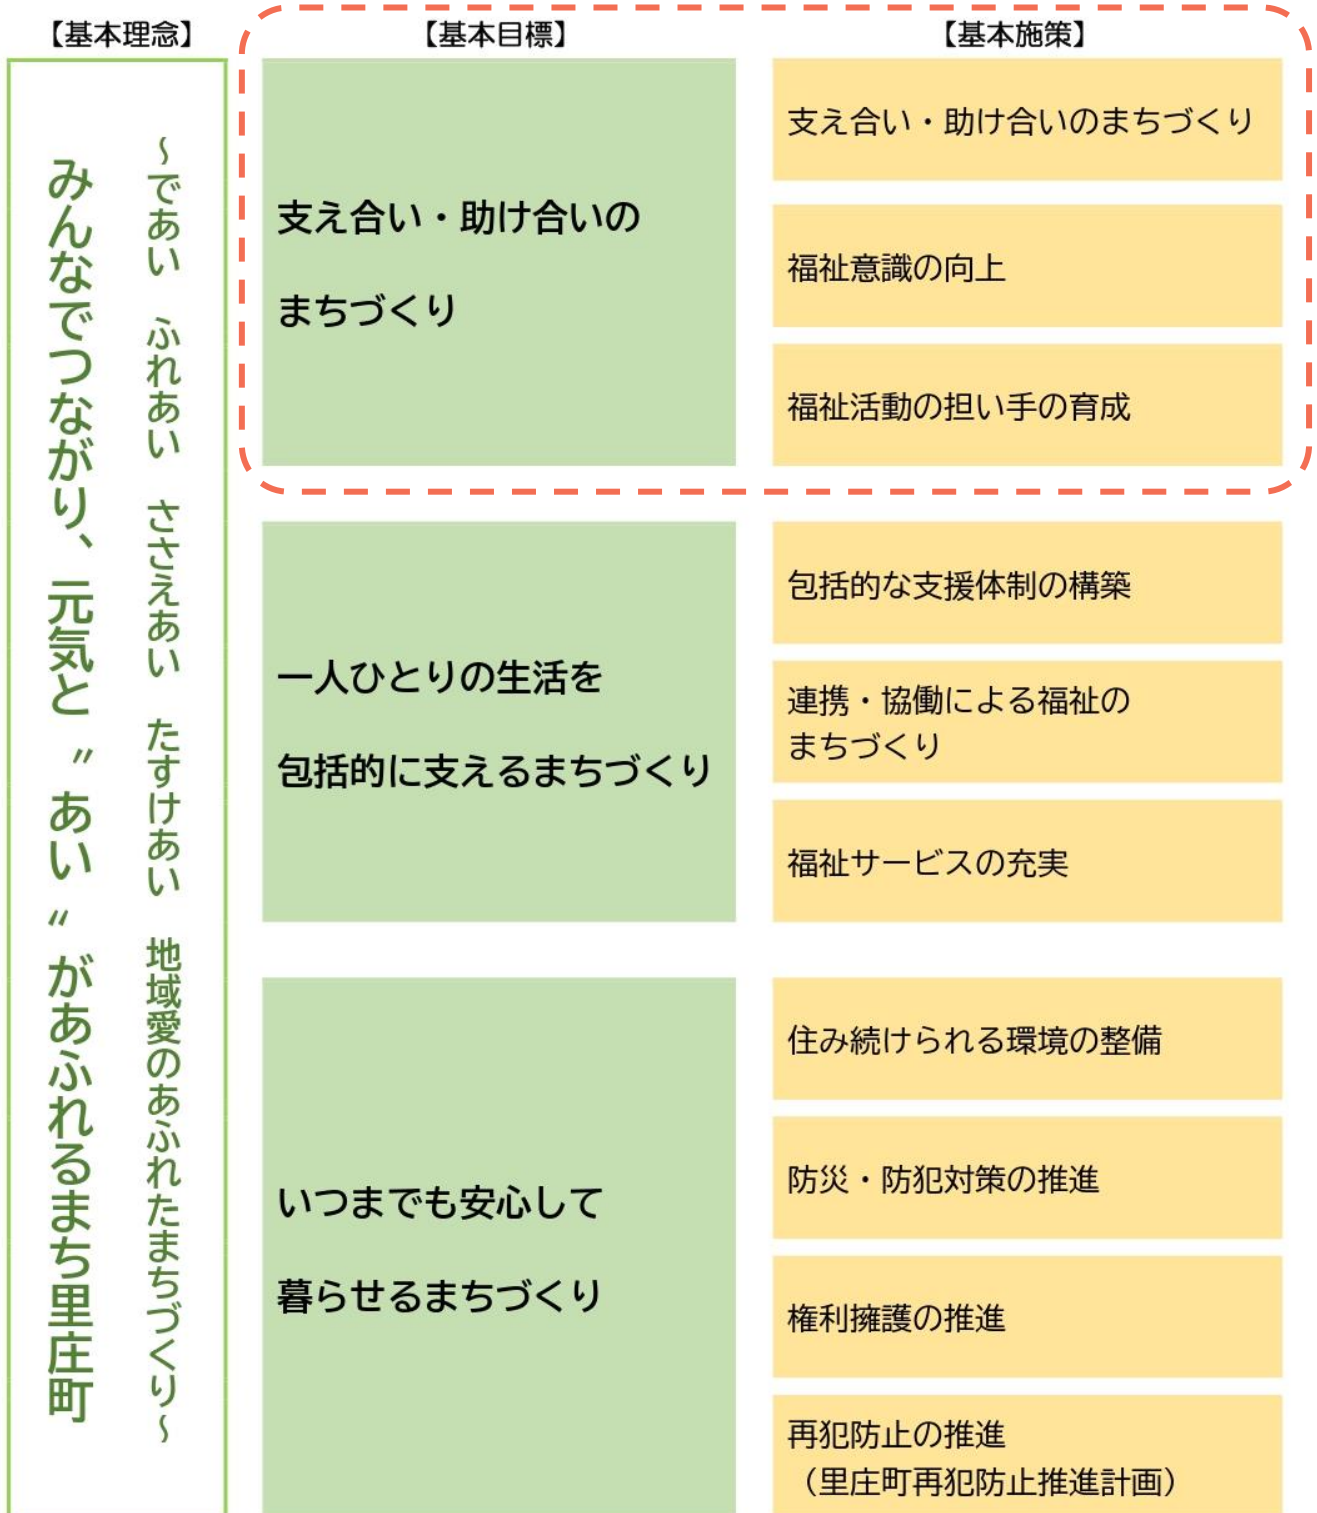 【基本理念】
【基本目標】
【基本施策】
～であい　ふれあい　ささえあい　たすけあい　地域愛のあふれたまちづくり～
みんなでつながり、元気と〝あい〟があふれるまち里庄町
支え合い・助け合いの
まちづくり
支え合い・助け合いのまちづくり
福祉意識の向上
福祉活動の担い手の育成
一人ひとりの生活を
包括的に支えるまちづくり
包括的な支援体制の構築
連携・協働による福祉の
まちづくり
福祉サービスの充実
いつまでも安心して
暮らせるまちづくり
住み続けられる環境の整備
防災・防犯対策の推進
権利擁護の推進
再犯防止の推進
（里庄町再犯防止推進計画）